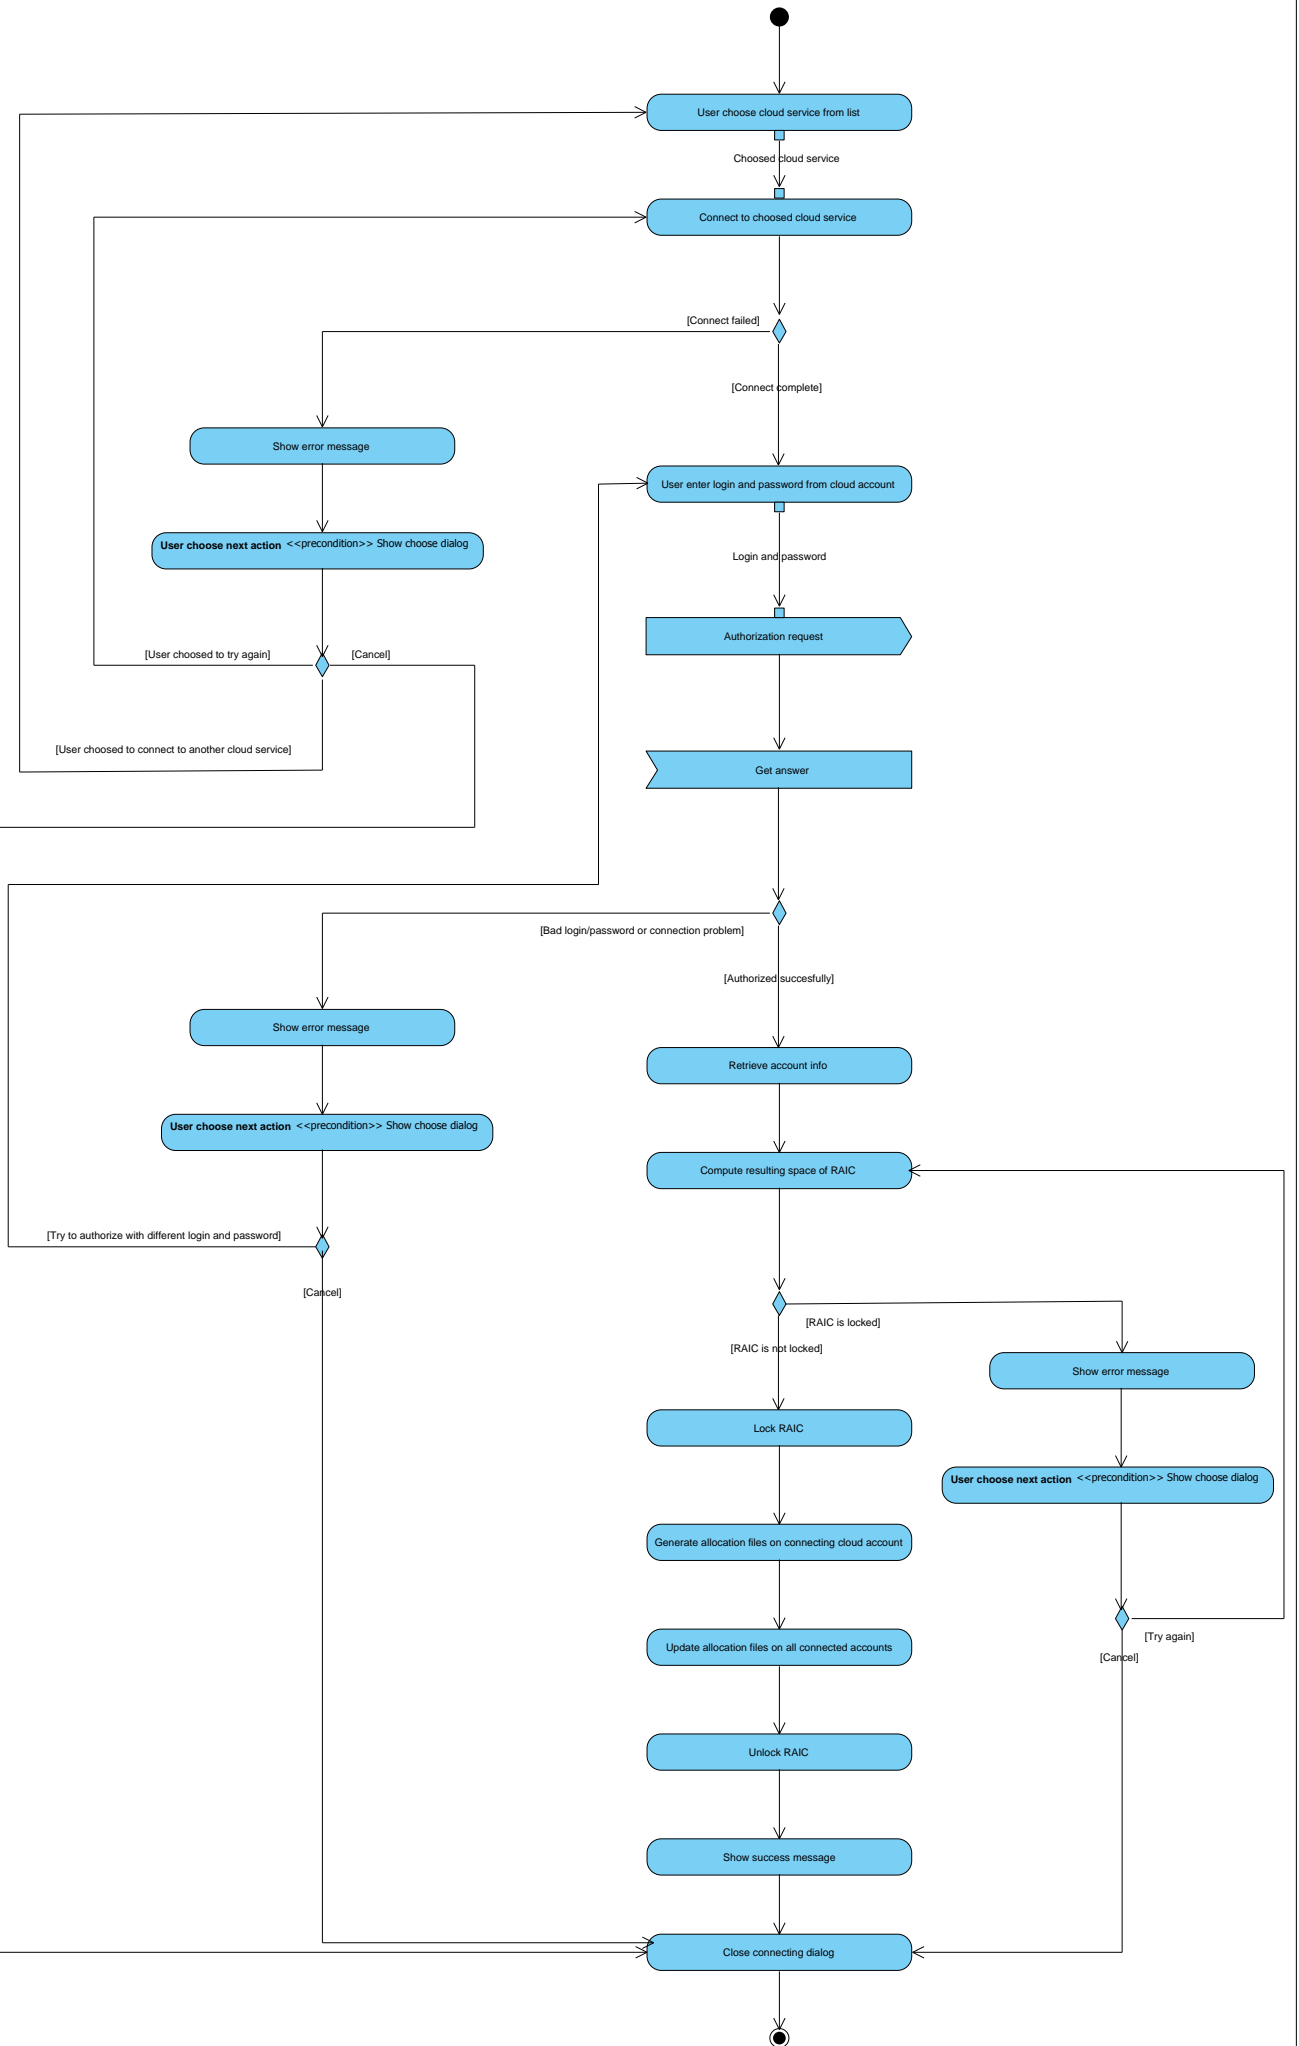 User choose cloud service from list
Choosed cloud service
Connect to choosed cloud service
[Connect failed]
[Connect complete]
Show error message
User enter login and password from cloud account
User choose next action <<precondition>> Show choose dialog
Login and password
Authorization request
[User choosed to try again]
[Cancel]
[User choosed to connect to another cloud service]
Get answer
[Bad login/password or connection problem]
[Authorized succesfully]
Show error message
Retrieve account info
User choose next action <<precondition>> Show choose dialog
Compute resulting space of RAIC
[Try to authorize with different login and password]
[Cancel]
[RAIC is locked]
[RAIC is not locked]
Show error message
Lock RAIC
User choose next action <<precondition>> Show choose dialog
Generate allocation files on connecting cloud account
[Try again]
Update allocation files on all connected accounts
[Cancel]
Unlock RAIC
Show success message
Close connecting dialog